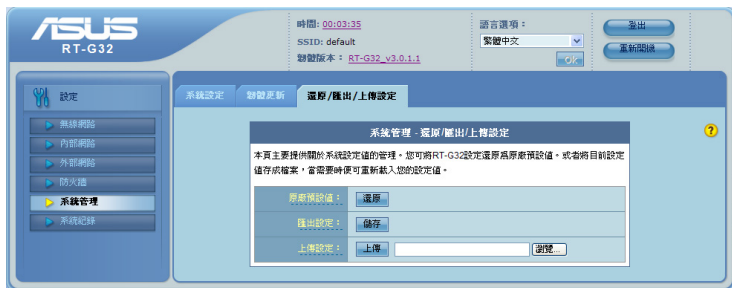 ASUS
RT-G32
時間: 00:03:35
SSID: default
韌體版本： RT-G32_v3.0.1.1
語言選項：
繁體中文
OK
登出
重新開機
設定
無線網路
內部網路
外部網路
防火牆
系統管理
系統紀錄
系統設定
韌體更新
還原/匯出/上傳設定
系統管理 - 還原/匯出/上傳設定
?
本頁主要提供關於系統設定值的管理。您可將RT-G32設定還原為原廠預設值。或者將目前設定
值存成檔案，當需要時便可重新載入您的設定值。
原廠預設值：
還原
匯出設定：
儲存
上傳設定：
上傳
瀏覽...